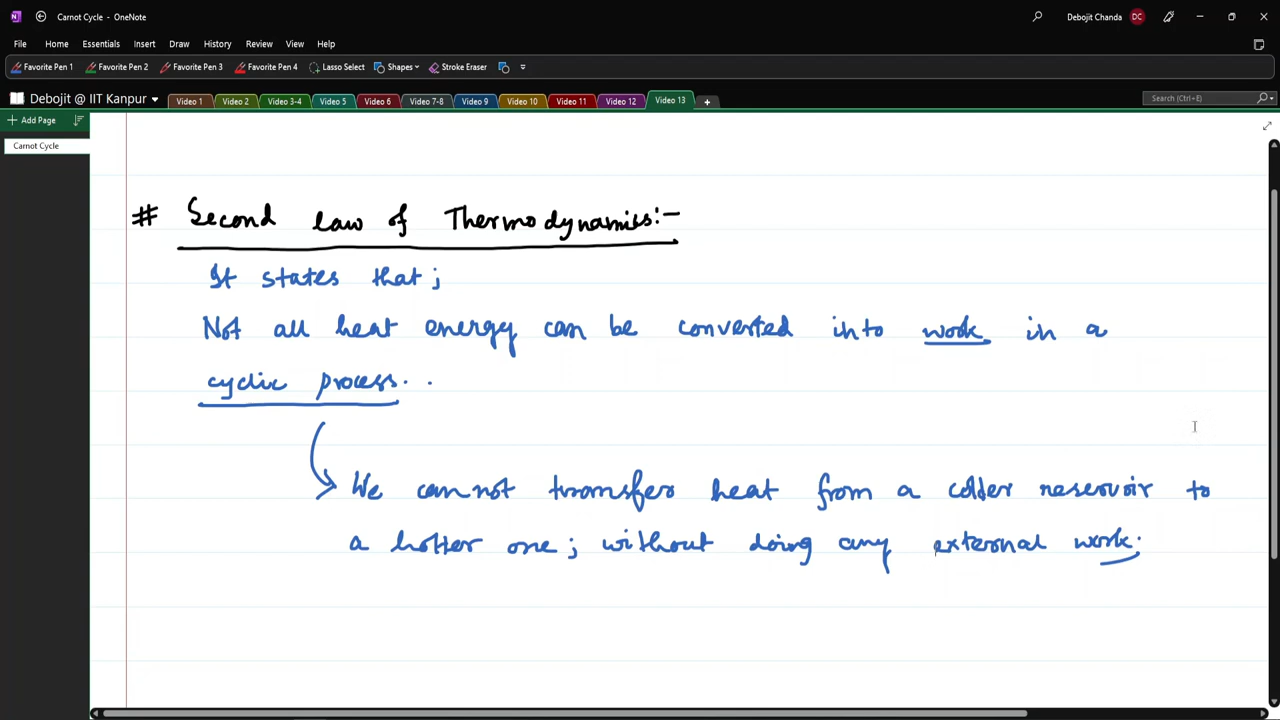 Carnot Cycle - OneNote
Debojit Chanda DC
File Home Essentials Insert Draw History Review View Help
Favorite Pen 1 Favorite Pen 2 Favorite Pen 3 Favorite Pen 4 Lasso Select Shapes Stroke Eraser
Debojit @ IIT Kanpur Video 1 Video 2 Video 3-4 Video 5 Video 6 Video 7-8 Video 9 Video 10 Video 11 Video 12 Video 13 + Search (Ctrl+E)
+ Add Page
Carnot Cycle
# Second law of Thermodynamics:-
It states that;
Not all heat energy can be converted into work in a
cyclic process. .
We cannot transfer heat from a colder reservoir to
a hotter one; without doing any external work.